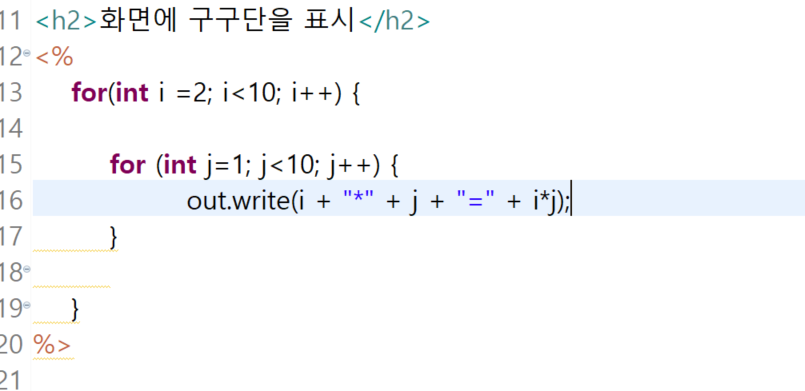 11 <h2>화면에 구구단을 표시</h2>
12 <%
13 for(int i =2; i<10; i++) {
14
15 for (int j=1; j<10; j++) {
16 out.write(i + "*" + j + "=" + i*j);
17 }
18
19 }
20 %>
21